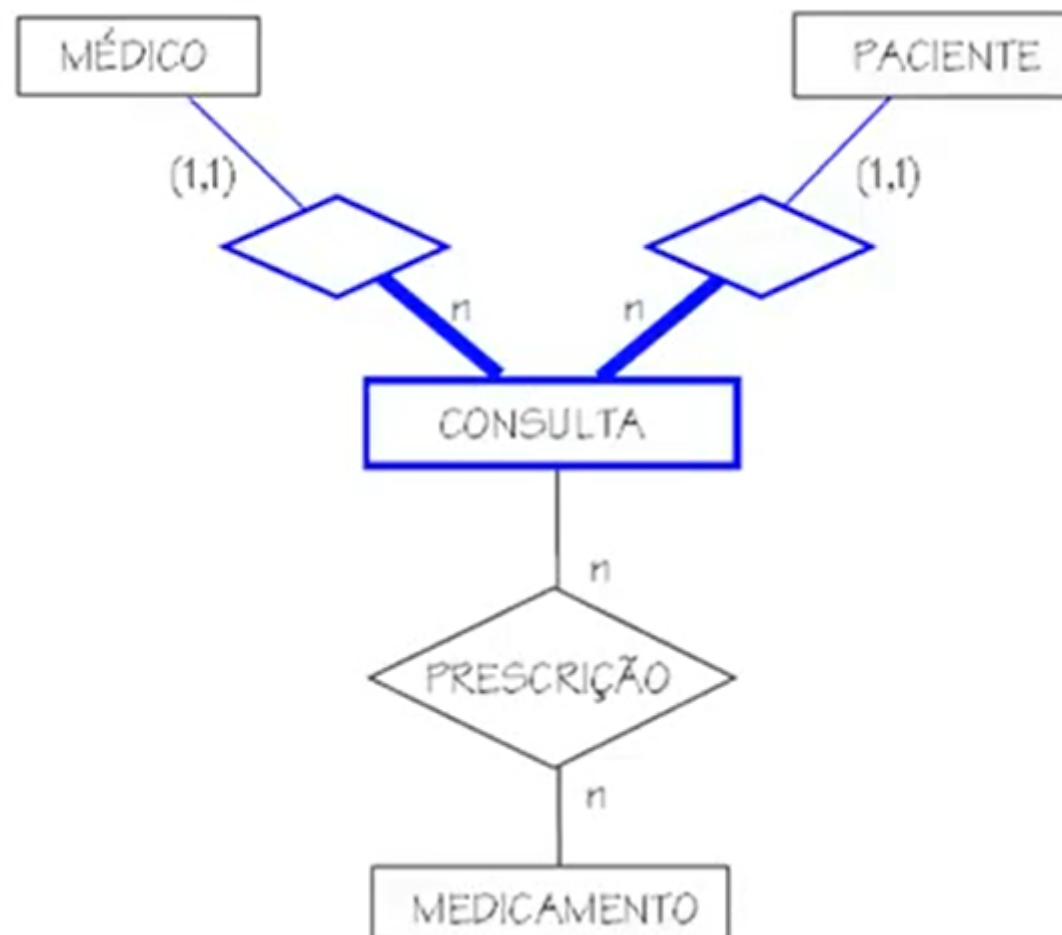 MÉDICO
PACIENTE
(1,1)
(1,1)
n
n
CONSULTA
n
PRESCRIÇÃO
n
MEDICAMENTO